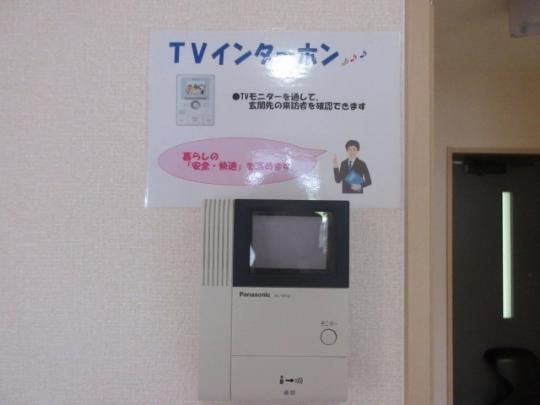 TVインターホン
●TVモニターを通して、
玄関先の来訪者を確認できます
暮らしの
「安全・快適」を高めます
Panasonic
モニター
通話